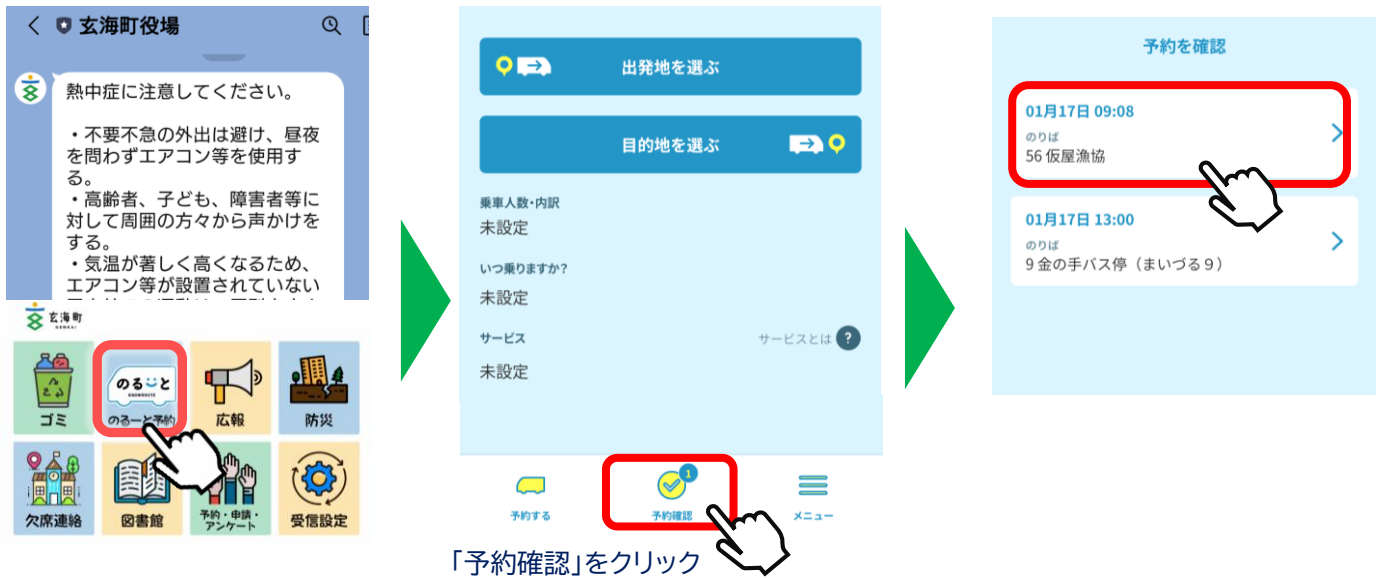 玄海町役場
熱中症に注意してください。
・不要不急の外出は避け、昼夜
を問わずエアコン等を使用す
る。
・高齢者、子ども、障害者等に
対して周囲の方々から声かけを
する。
・気温が著しく高くなるため、
エアコン等が設置されていない
玄海町
GENKAI
ゴミ
のるーと
KNOWROUTE
のるーと予約
広報
防災
欠席連絡
図書館
予約・申請・
アンケート
受信設定
出発地を選ぶ
目的地を選ぶ
乗車人数・内訳
未設定
いつ乗りますか?
未設定
サービス
サービスとは ?
未設定
予約する
1
予約確認
メニュー
「予約確認」をクリック
予約を確認
01月17日 09:08
のりば
56 仮屋漁協
01月17日 13:00
のりば
9 金の手バス停（まいづる９）